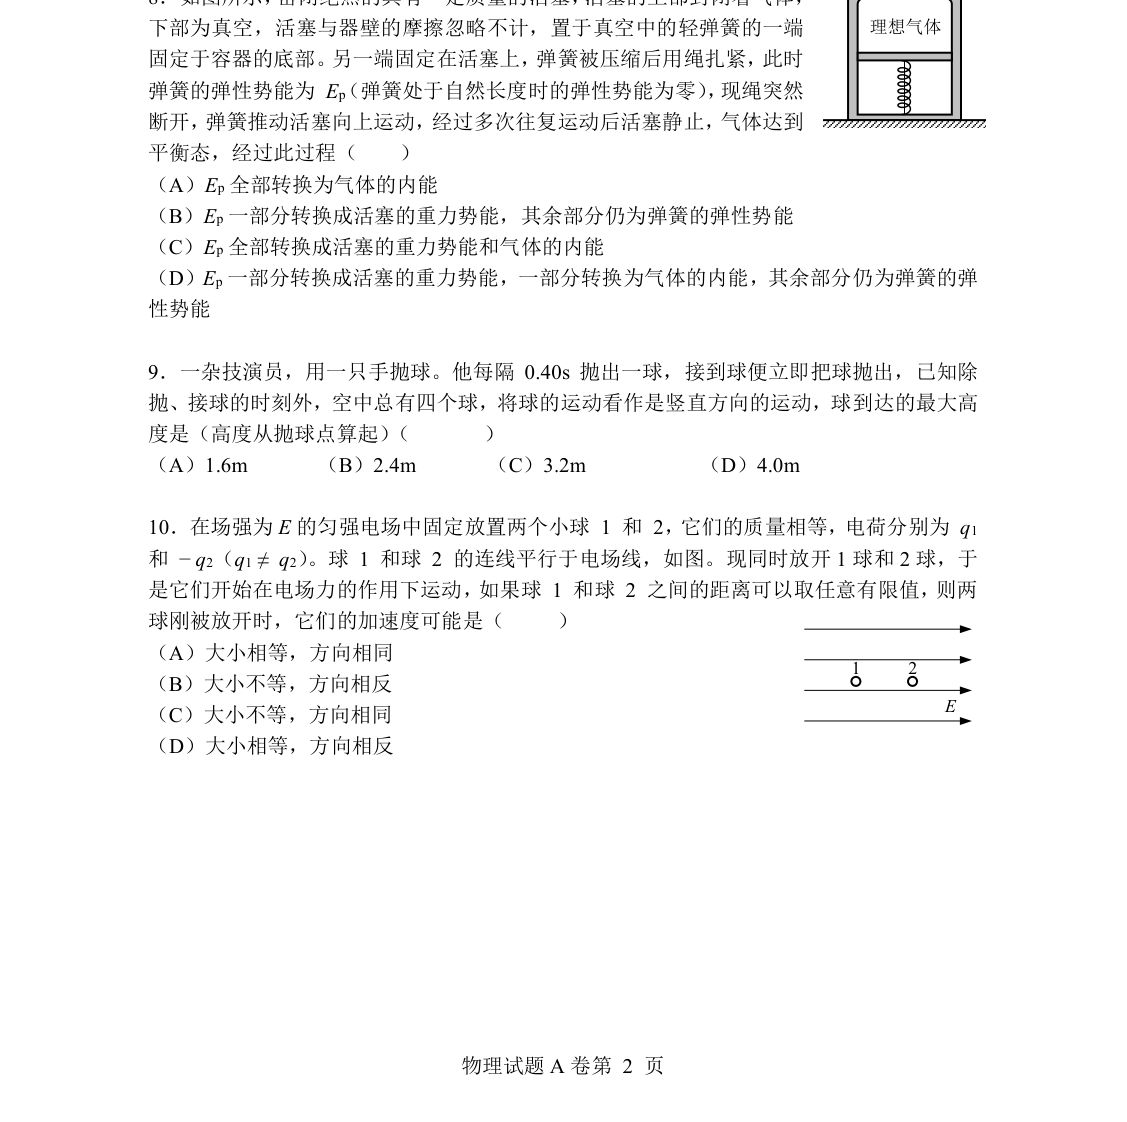 下部为真空，活塞与器壁的摩擦忽略不计，置于真空中的轻弹簧的一端
固定于容器的底部。另一端固定在活塞上，弹簧被压缩后用绳扎紧，此时
弹簧的弹性势能为 Ep（弹簧处于自然长度时的弹性势能为零），现绳突然
断开，弹簧推动活塞向上运动，经过多次往复运动后活塞静止，气体达到
平衡态，经过此过程（　　）
理想气体
（A）Ep 全部转换为气体的内能
（B）Ep 一部分转换成活塞的重力势能，其余部分仍为弹簧的弹性势能
（C）Ep 全部转换成活塞的重力势能和气体的内能
（D）Ep 一部分转换成活塞的重力势能，一部分转换为气体的内能，其余部分仍为弹簧的弹
性势能
9．一杂技演员，用一只手抛球。他每隔 0.40s 抛出一球，接到球便立即把球抛出，已知除
抛、接球的时刻外，空中总有四个球，将球的运动看作是竖直方向的运动，球到达的最大高
度是（高度从抛球点算起）（　　　）
（A）1.6m （B）2.4m （C）3.2m （D）4.0m
10．在场强为 E 的匀强电场中固定放置两个小球 1 和 2，它们的质量相等，电荷分别为 q1
和 －q2（q1 ≠ q2）。球 1 和球 2 的连线平行于电场线，如图。现同时放开 1 球和 2 球，于
是它们开始在电场力的作用下运动，如果球 1 和球 2 之间的距离可以取任意有限值，则两
球刚被放开时，它们的加速度可能是（　　）
（A）大小相等，方向相同
（B）大小不等，方向相反
（C）大小不等，方向相同
（D）大小相等，方向相反
1 2
E
物理试题 A 卷第 2 页